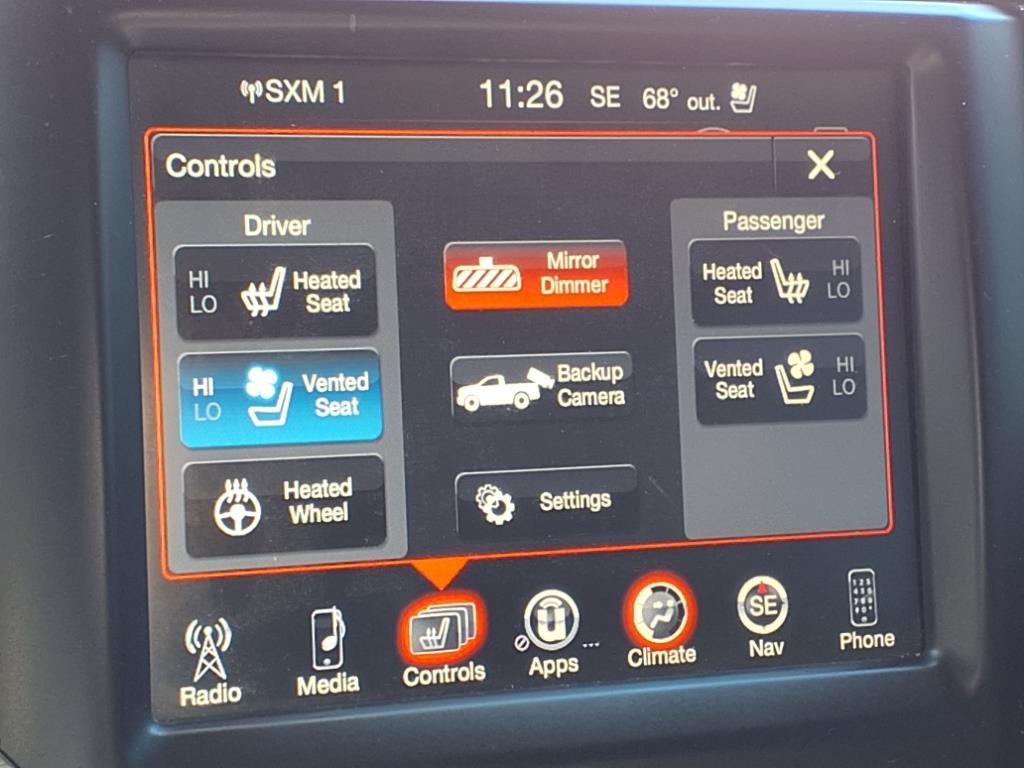 SXM 1
11:26 SE 68° out.
Controls X
Driver
HI
LO
Heated
Seat
HI
LO
Vented
Seat
Heated
Wheel
Mirror
Dimmer
Backup
Camera
Settings
Passenger
Heated
Seat
HI
LO
Vented
Seat
HI
LO
SE
Radio
Media
Controls
Apps
...
Climate
Nav
Phone